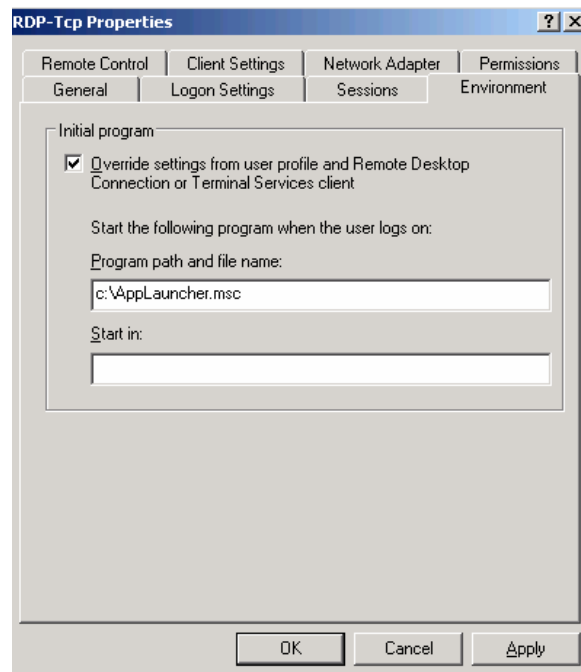 RDP-Tcp Properties
Remote Control Client Settings Network Adapter Permissions
General Logon Settings Sessions Environment
Initial program
Override settings from user profile and Remote Desktop
Connection or Terminal Services client
Start the following program when the user logs on:
Program path and file name:
c:\AppLauncher.msc
Start in:
OK Cancel Apply